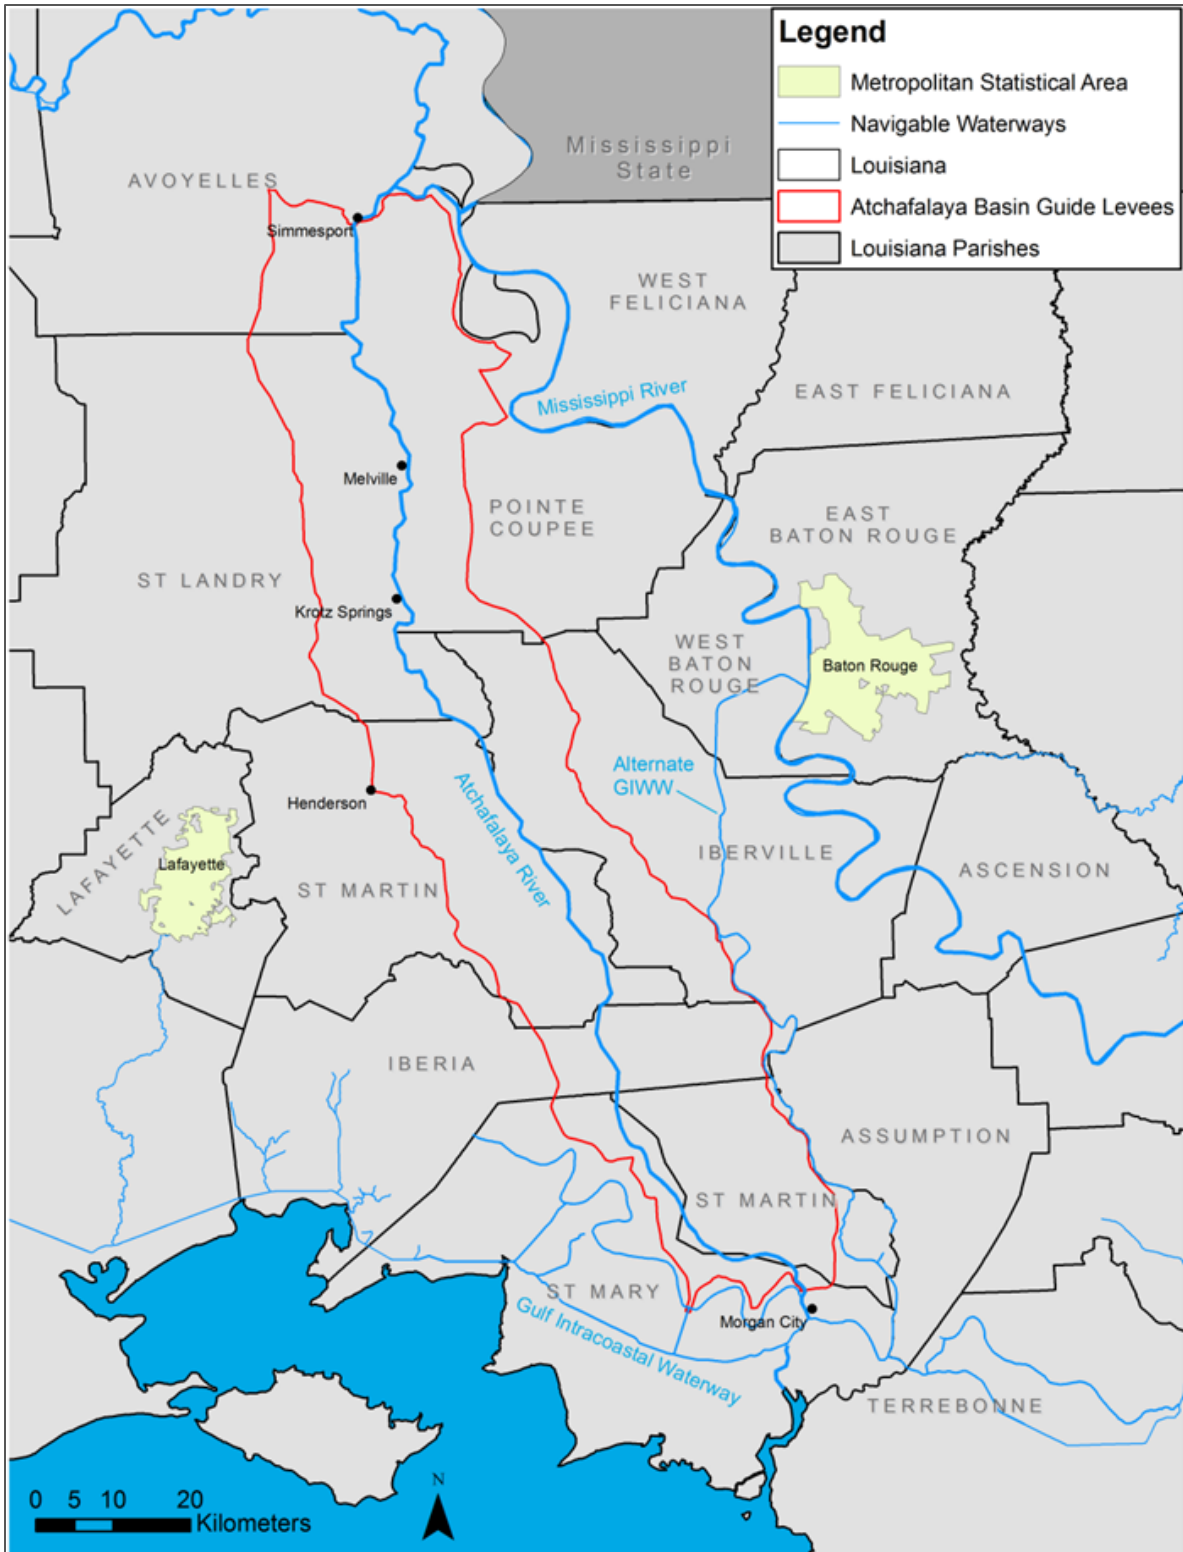 Legend
Metropolitan Statistical Area
Navigable Waterways
Louisiana
Atchafalaya Basin Guide Levees
Louisiana Parishes
Mississippi
State
AVOYELLES
Simmesport
WEST
FELICIANA
EAST FELICIANA
Mississippi River
Melville
POINTE
COUPEE
EAST
BATON ROUGE
ST LANDRY
Krotz Springs
WEST
BATON
ROUGE
Baton Rouge
Alternate
GIWW
Atchafalaya River
Henderson
LAFAYETTE
Lafayette
ST MARTIN
IBERVILLE
ASCENSION
IBERIA
ASSUMPTION
ST MARTIN
ST MARY
Gulf Intracoastal Waterway
Morgan City
TERREBONNE
N
0 5 10 20
Kilometers